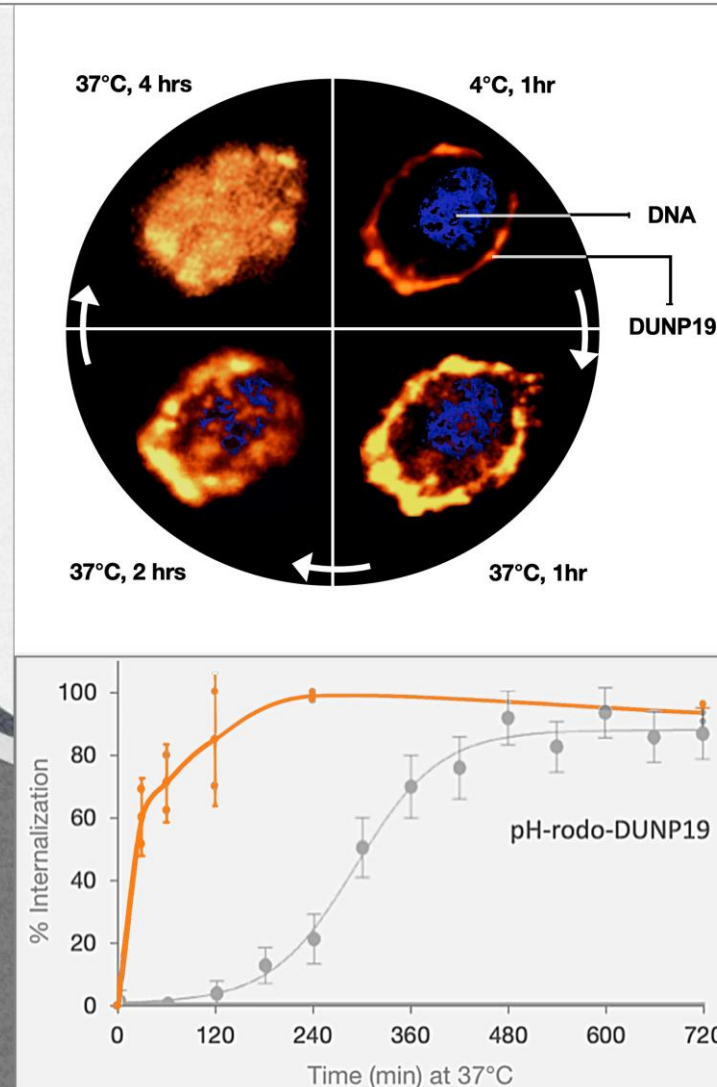 37°C, 4 hrs
4°C, 1hr
DNA
DUNP19
37°C, 2 hrs
37°C, 1hr
% Internalization
100
80
60
40
20
0
pH-rodo-DUNP19
0 120 240 360 480 600 720
Time (min) at 37°C